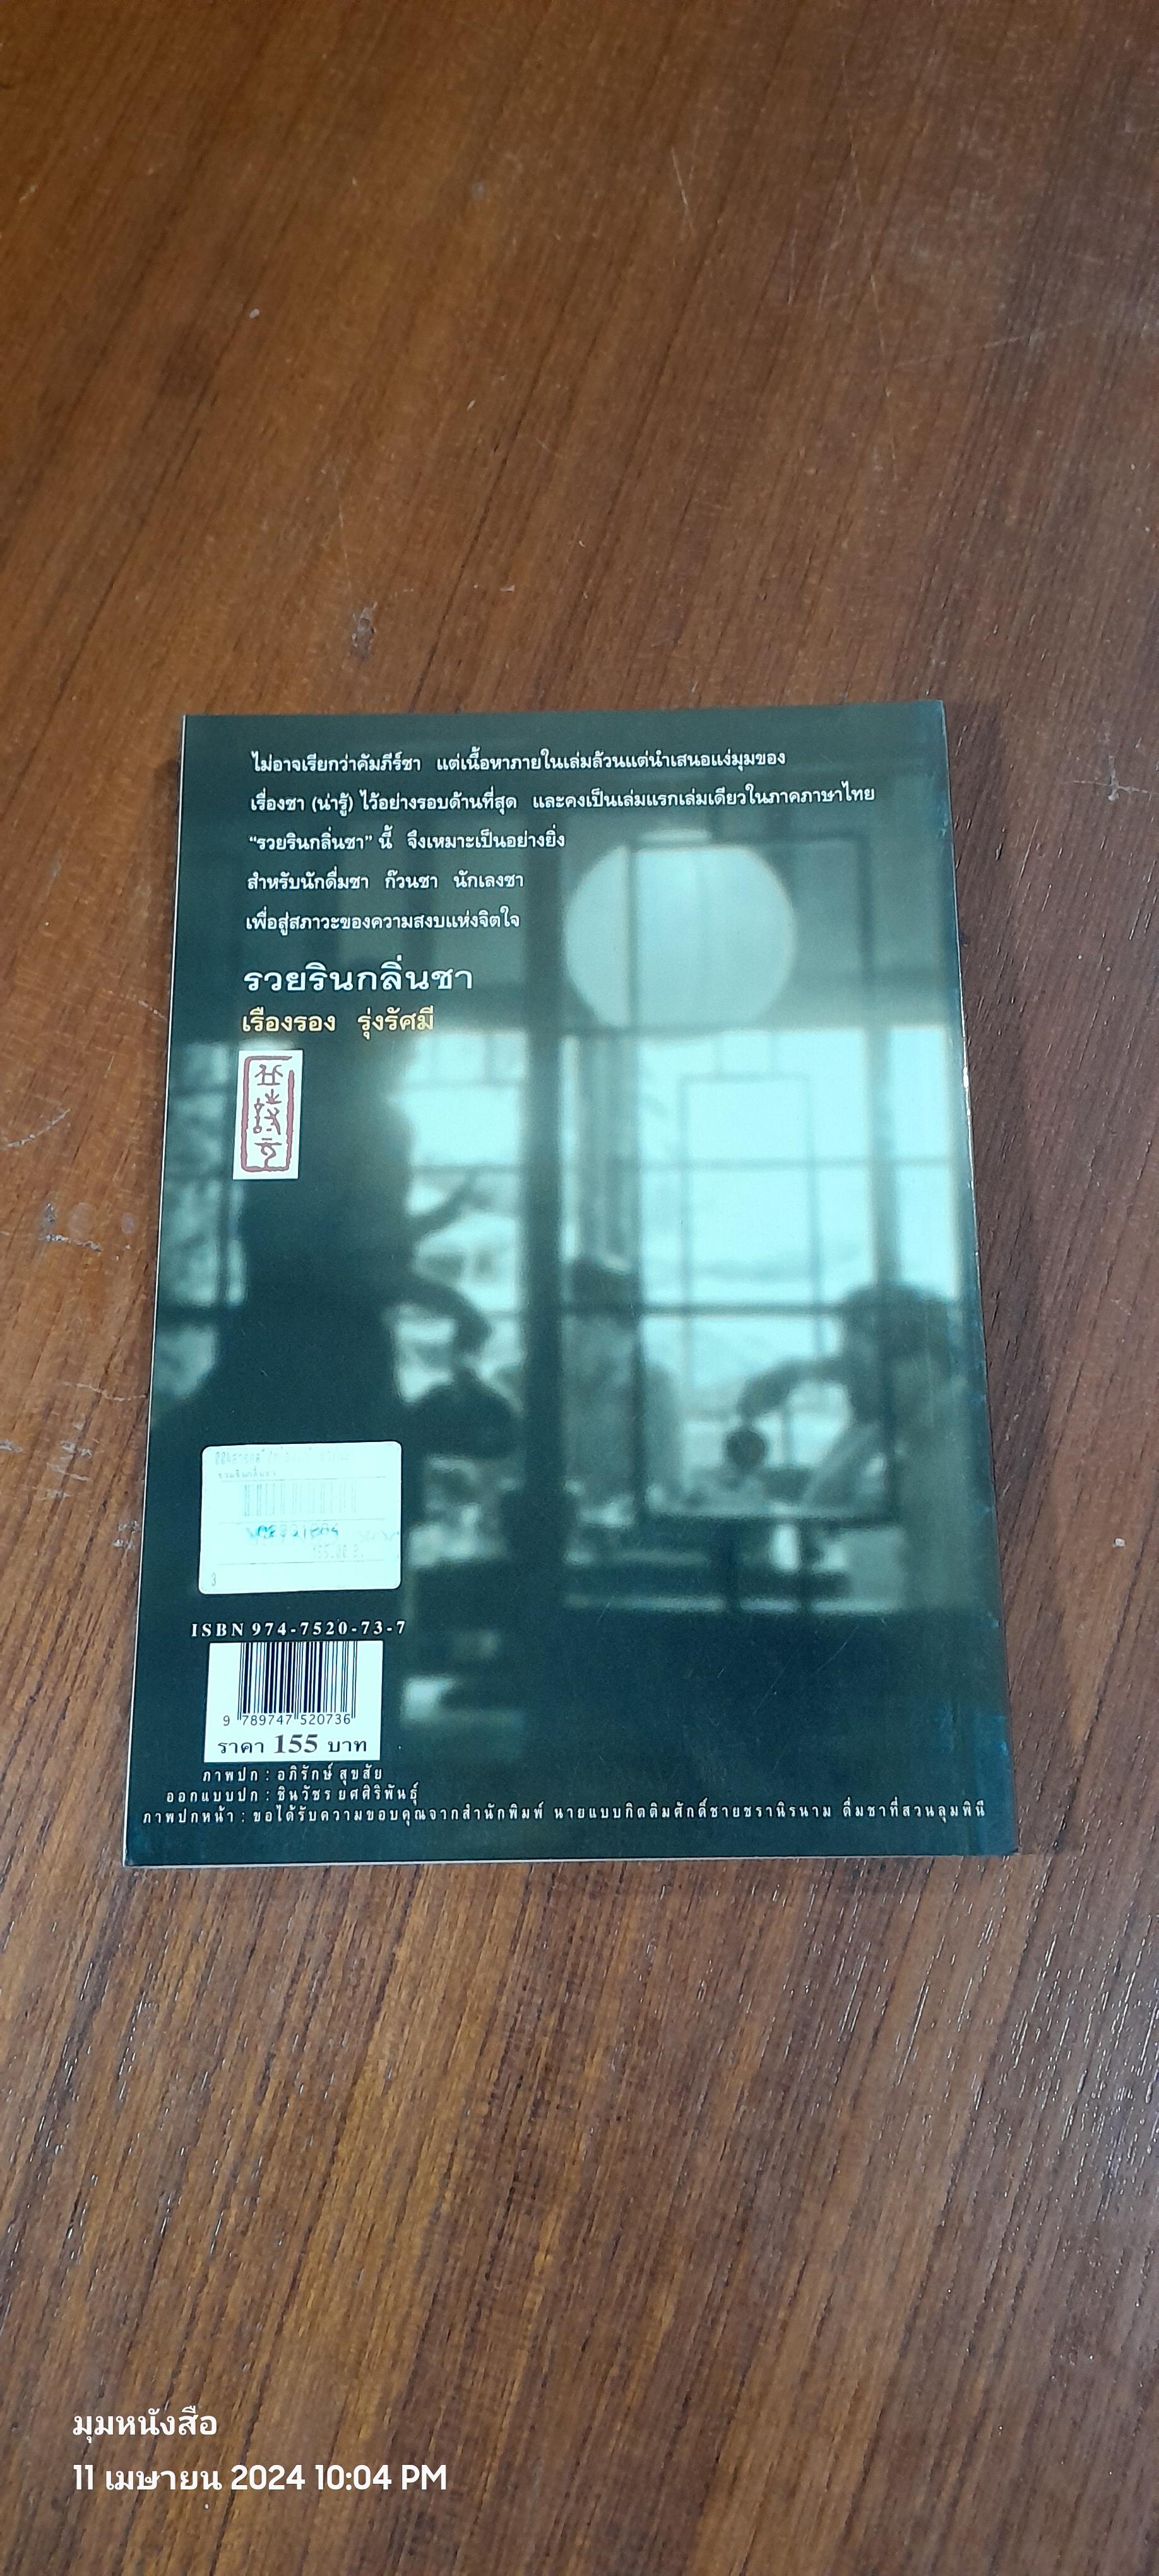 ไม่อาจเรียกว่าคัมภีร์ชา แต่เนื้อหาภายในเล่มล้วนแต่นำเสนอแง่มุมของ
เรื่องชา (น่ารู้) ไว้อย่างรอบด้านที่สุด และคงเป็นเล่มแรกเล่มเดียวในภาคภาษาไทย
“รวยรินกลิ่นชา” นี้ จึงเหมาะเป็นอย่างยิ่ง
สำหรับนักดื่มชา ก๊วนชา นักเลงชา
เพื่อสู่สภาวะของความสงบแห่งจิตใจ
รวยรินกลิ่นชา
เรืองรอง รุ่งรัศมี
รวยรินกลิ่นชา
155.00
3
ISBN 974-7520-73-7
9 789747 520736
ราคา 155 บาท
ภาพปก : อภิรักษ์ สุขสัย
ออกแบบปก : ชินวัชร ยศศิริพันธุ์
ภาพปกหน้า : ขอได้รับความขอบคุณจากสำนักพิมพ์ นายแบบกิตติมศักดิ์ชายชรานิรนาม ดื่มชาที่สวนลุมพินี
มุมหนังสือ
11 เมษายน 2024 10:04 PM